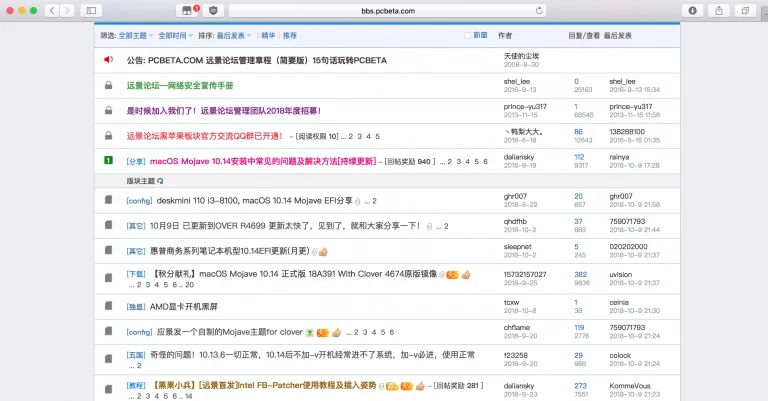 bbs.pcbeta.com
1
筛选: 全部主题 全部时间 排序: 最后发表 精华 推荐 新窗 作者 回复/查看 最后发表
公告: PCBETA.COM 远景论坛管理章程（简要版）15句话玩转PCBETA 天使的尘埃
2008-9-30
远景论坛—网络安全宣传手册 shel_lee 0 shel_lee
2016-9-13 25163 2016-9-13 15:34
是时候加入我们了！远景论坛管理团队2018年度招募！ prince-yu317 1 prince-yu317
2013-11-15 68545 2013-11-15 11:56
远景论坛黑苹果板块官方交流QQ群已开通！ - [阅读权限 10] ... 2 3 4 5 丶鸭梨大大。 86 138288100
2016-6-18 12643 2018-5-16 01:35
1 [分享] macOS Mojave 10.14安装中常见的问题及解决方法[持续更新] - [回帖奖励 940 ] ... 2 3 4 5 6 daliansky 112 rainya
2018-9-19 9317 2018-10-9 17:28
版块主题
[config] deskmini 110 i3-8100, macOS 10.14 Mojave EFI分享 ... 2 ghr007 20 ghr007
2018-9-22 857 2018-10-9 21:56
[其它] 10月9日 已更新到OVER R4699 更新太快了，见到了，就和大家分享一下！ ... 2 qhdfhb 37 759071793
2018-10-2 885 2018-10-9 21:44
[其它] 惠普商务系列笔记本机型10.14EFI更新(月更) sleepnet 5 020202000
2018-10-2 245 2018-10-9 21:37
[下载] 【秋分献礼】macOS Mojave 10.14 正式版 18A391 With Clover 4674原版镜像 15732157027 382 uvision
... 2 3 4 5 6 .. 20 2018-9-25 9636 2018-10-9 21:30
[独显] AMD显卡开机黑屏 tcxw 1 ceinia
2018-10-8 38 2018-10-9 21:30
[config] 应景发一个自制的Mojave主题for clover ... 2 3 4 5 6 chflame 119 759071793
2018-9-20 2776 2018-10-9 21:24
[五国] 奇怪的问题！10.13.6一切正常，10.14后不加-v开机经常进不了系统，加-v必进，使用正常 f23258 29 colock
... 2 2018-9-20 968 2018-10-9 21:24
[教程] 【黑果小兵】[远景首发]Intel FB-Patcher使用教程及插入姿势 - [回帖奖励 281 ] daliansky 273 KommeVous
... 2 3 4 5 6 .. 14 2018-9-23 7581 2018-10-9 21:23